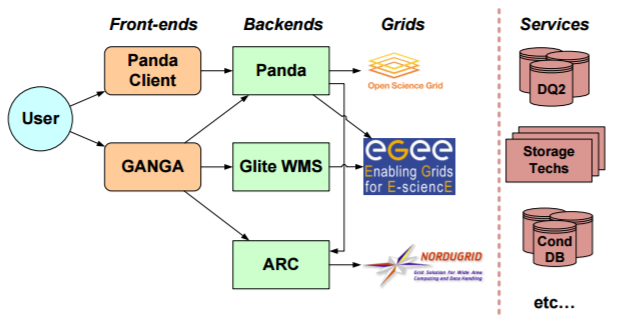 Front-ends Backends Grids Services
Panda
Client
Panda
Open Science Grid
DQ2
User
eGee
Enabling Grids
for E-sciencE
GANGA
Glite WMS
Storage
Techs
ARC
NORDUGRID
Grid Solution for Wide Area
Computing and Data Handling
Cond
DB
etc...